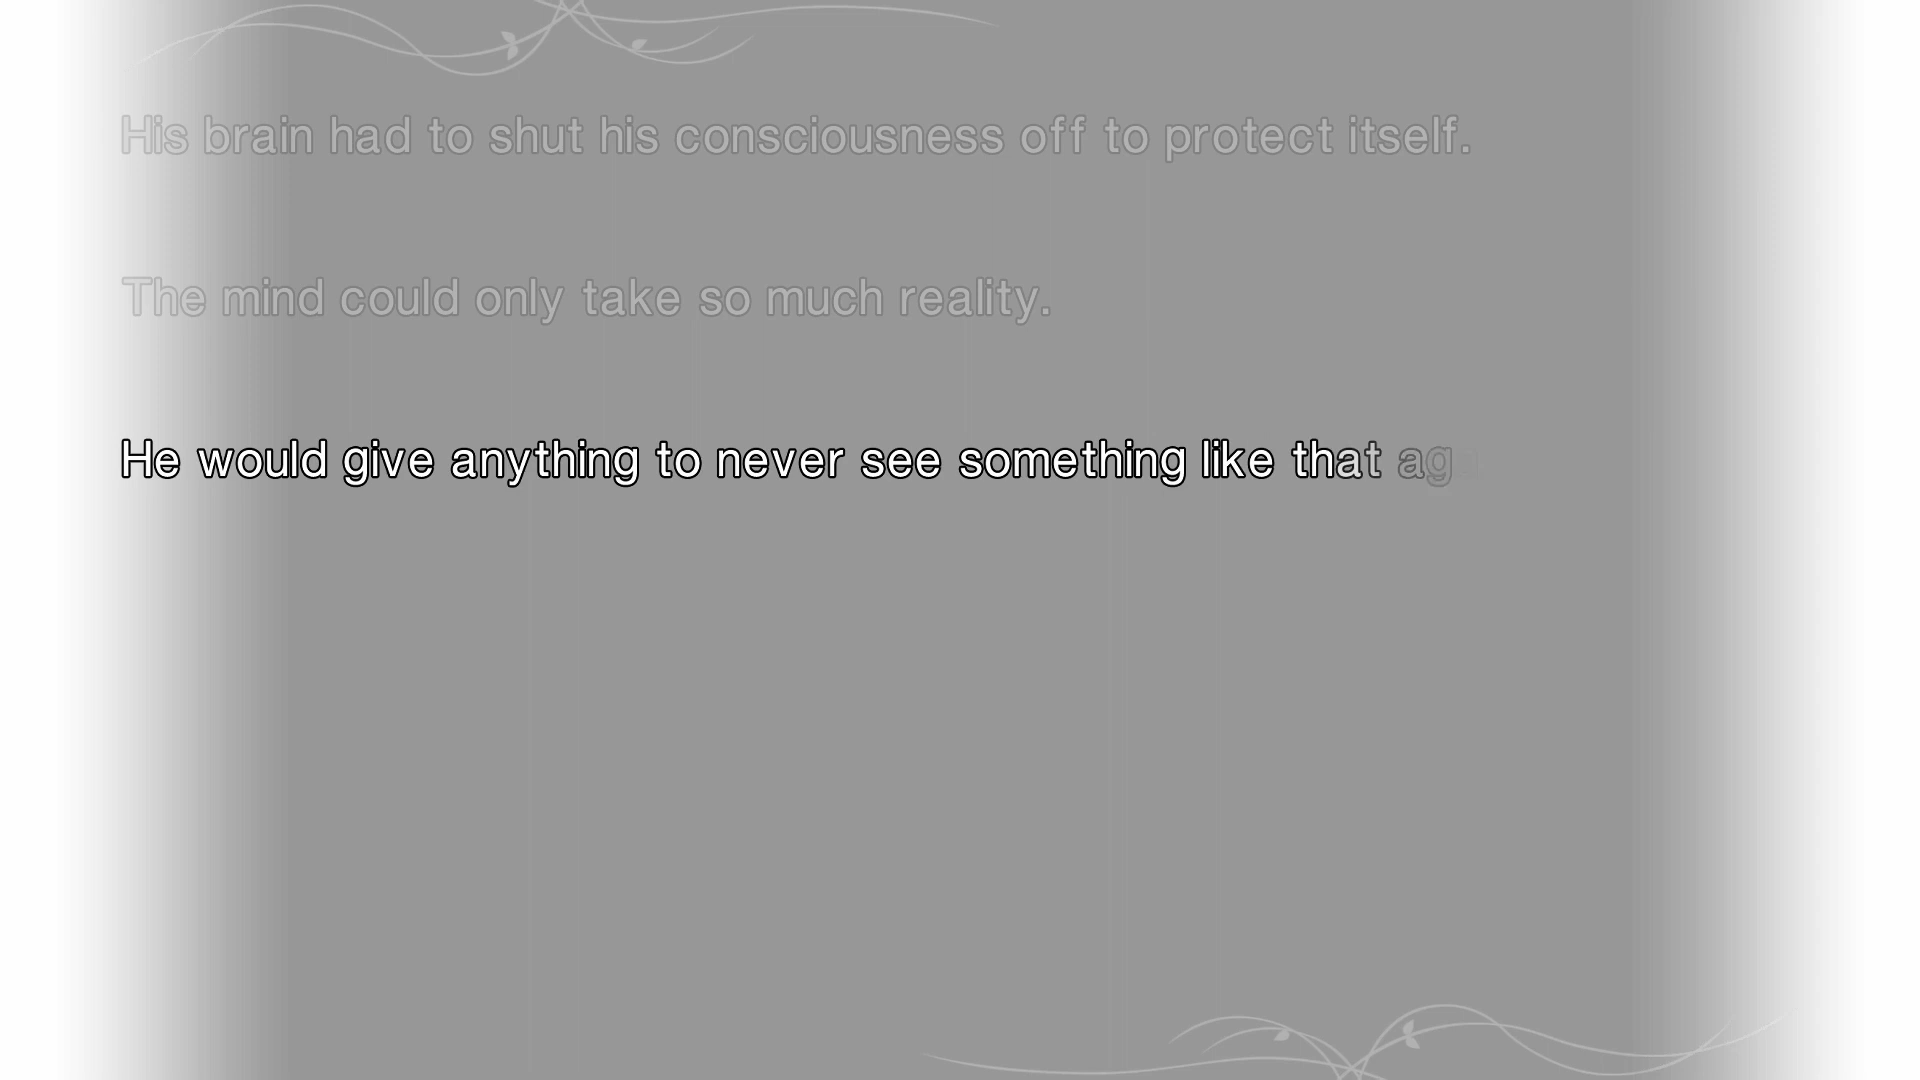 His brain had to shut his consciousness off to protect itself.
The mind could only take so much reality.
He would give anything to never see something like that ag